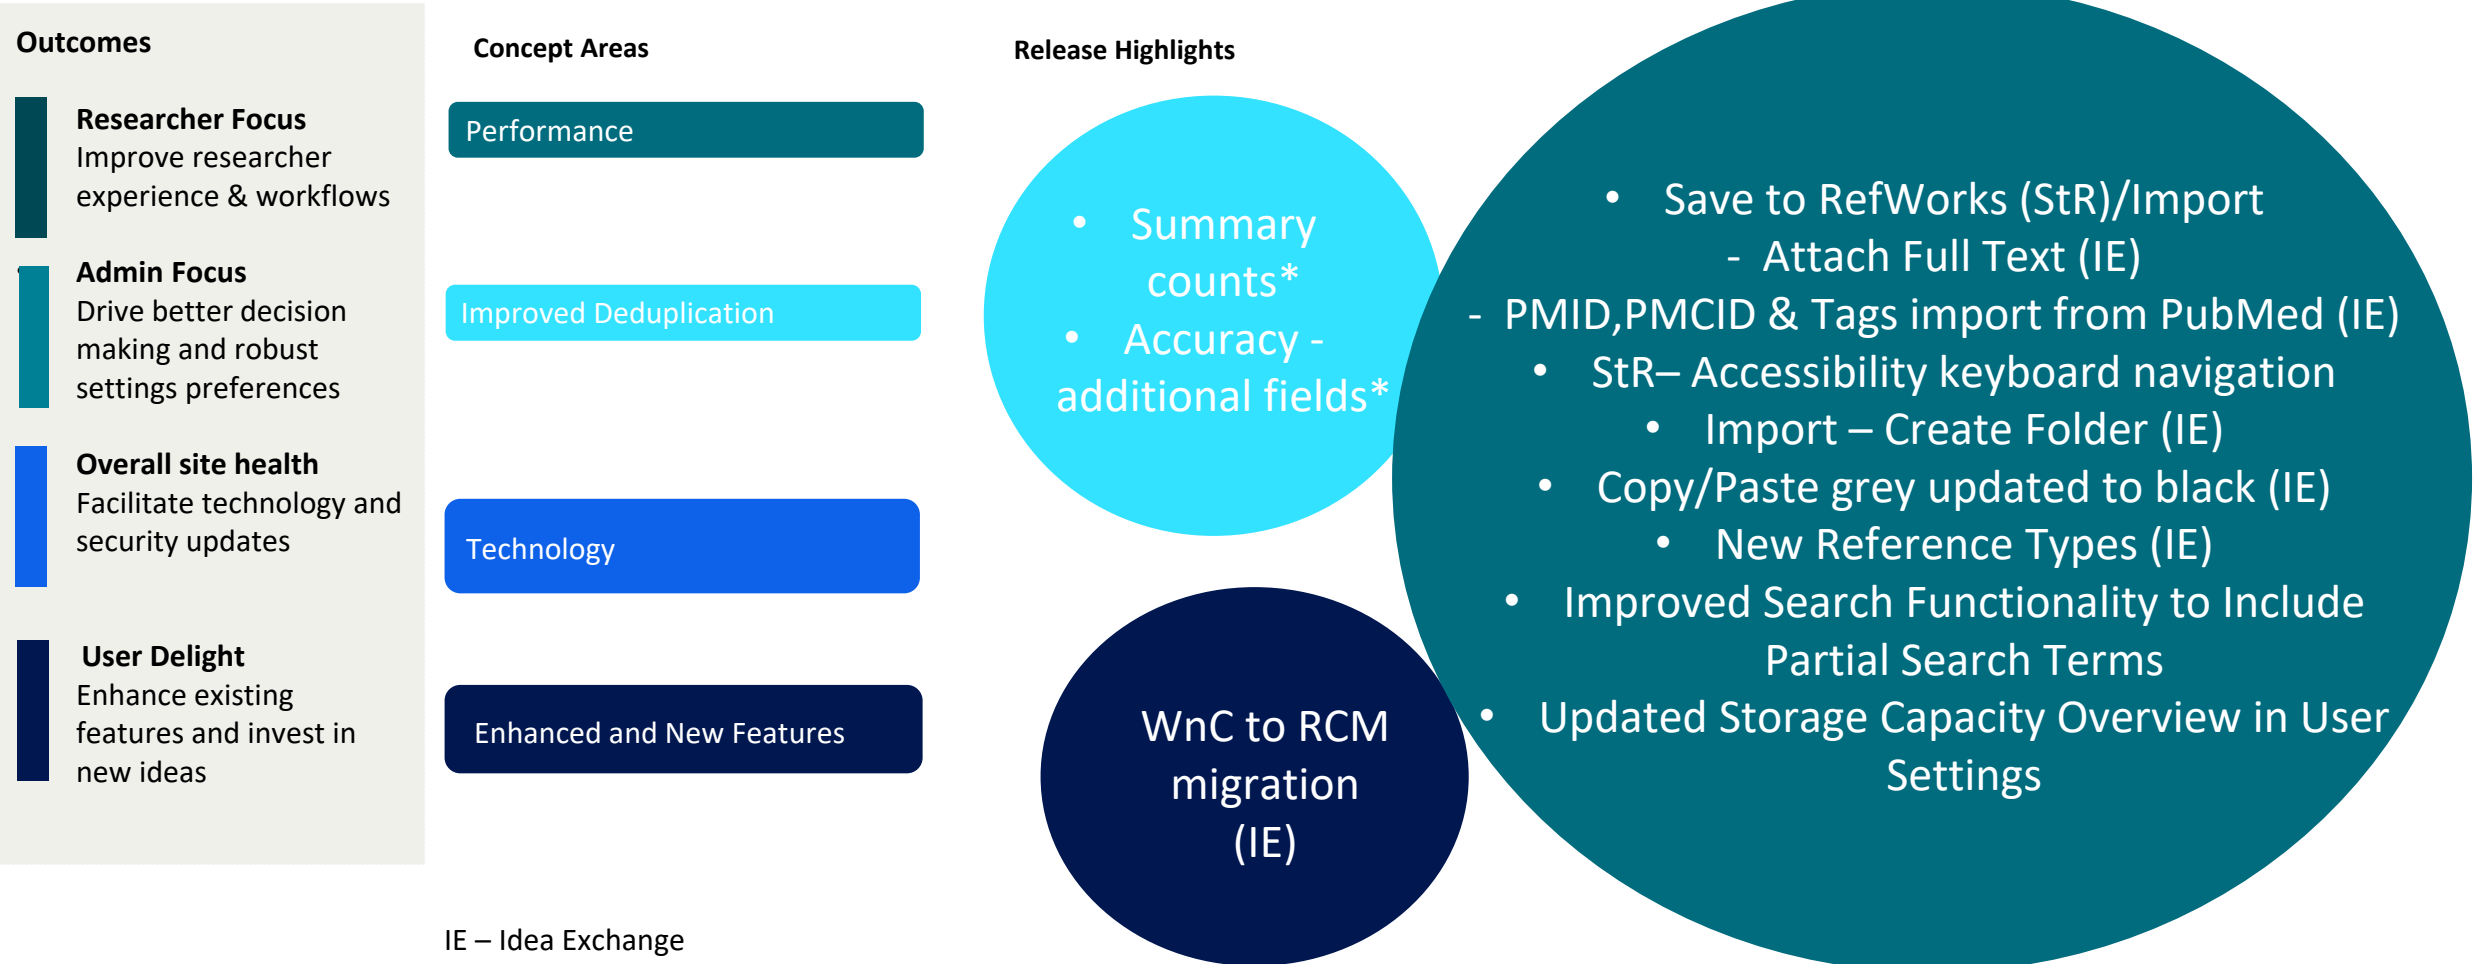 Outcomes
Researcher Focus
Improve researcher
experience & workflows
Admin Focus
Drive better decision
making and robust
settings preferences
Overall site health
Facilitate technology and
security updates
User Delight
Enhance existing
features and invest in
new ideas
Concept Areas
Performance
Improved Deduplication
Technology
Enhanced and New Features
IE – Idea Exchange
Release Highlights
• Summary
counts*
• Accuracy -
additional fields*
WnC to RCM
migration
(IE)
• Save to RefWorks (StR)/Import
- Attach Full Text (IE)
- PMID,PMCID & Tags import from PubMed (IE)
• StR– Accessibility keyboard navigation
• Import – Create Folder (IE)
• Copy/Paste grey updated to black (IE)
• New Reference Types (IE)
• Improved Search Functionality to Include
Partial Search Terms
• Updated Storage Capacity Overview in User
Settings